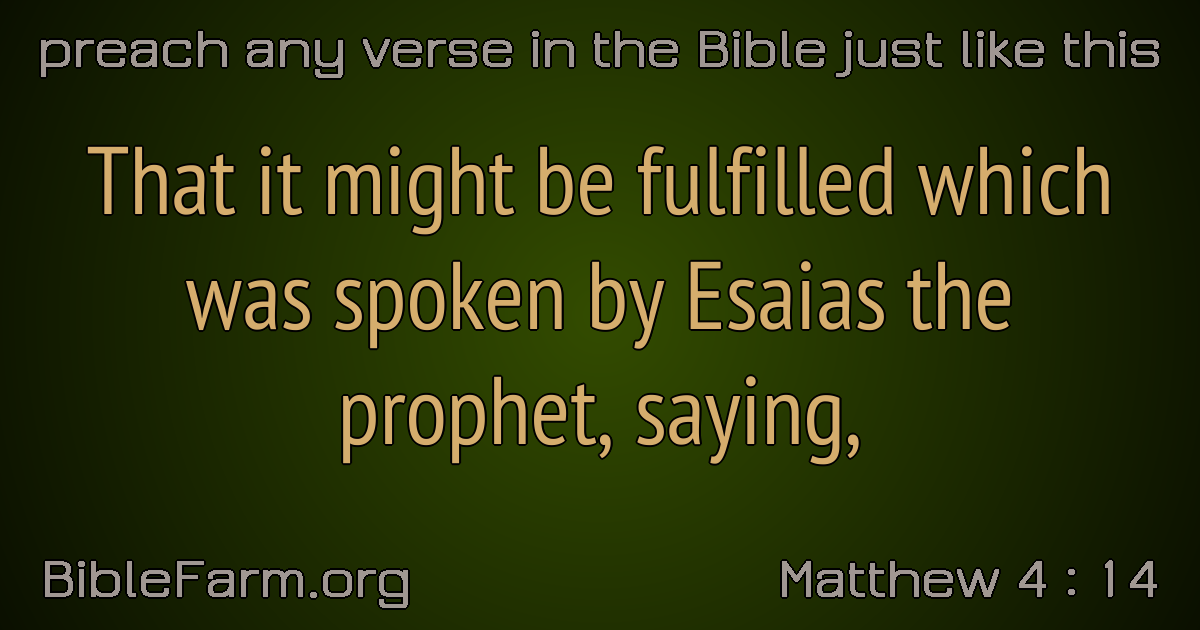 preach any verse in the Bible just like this
That it might be fulfilled which
was spoken by Esaias the
prophet, saying,
BibleFarm.org
Matthew 4 : 14